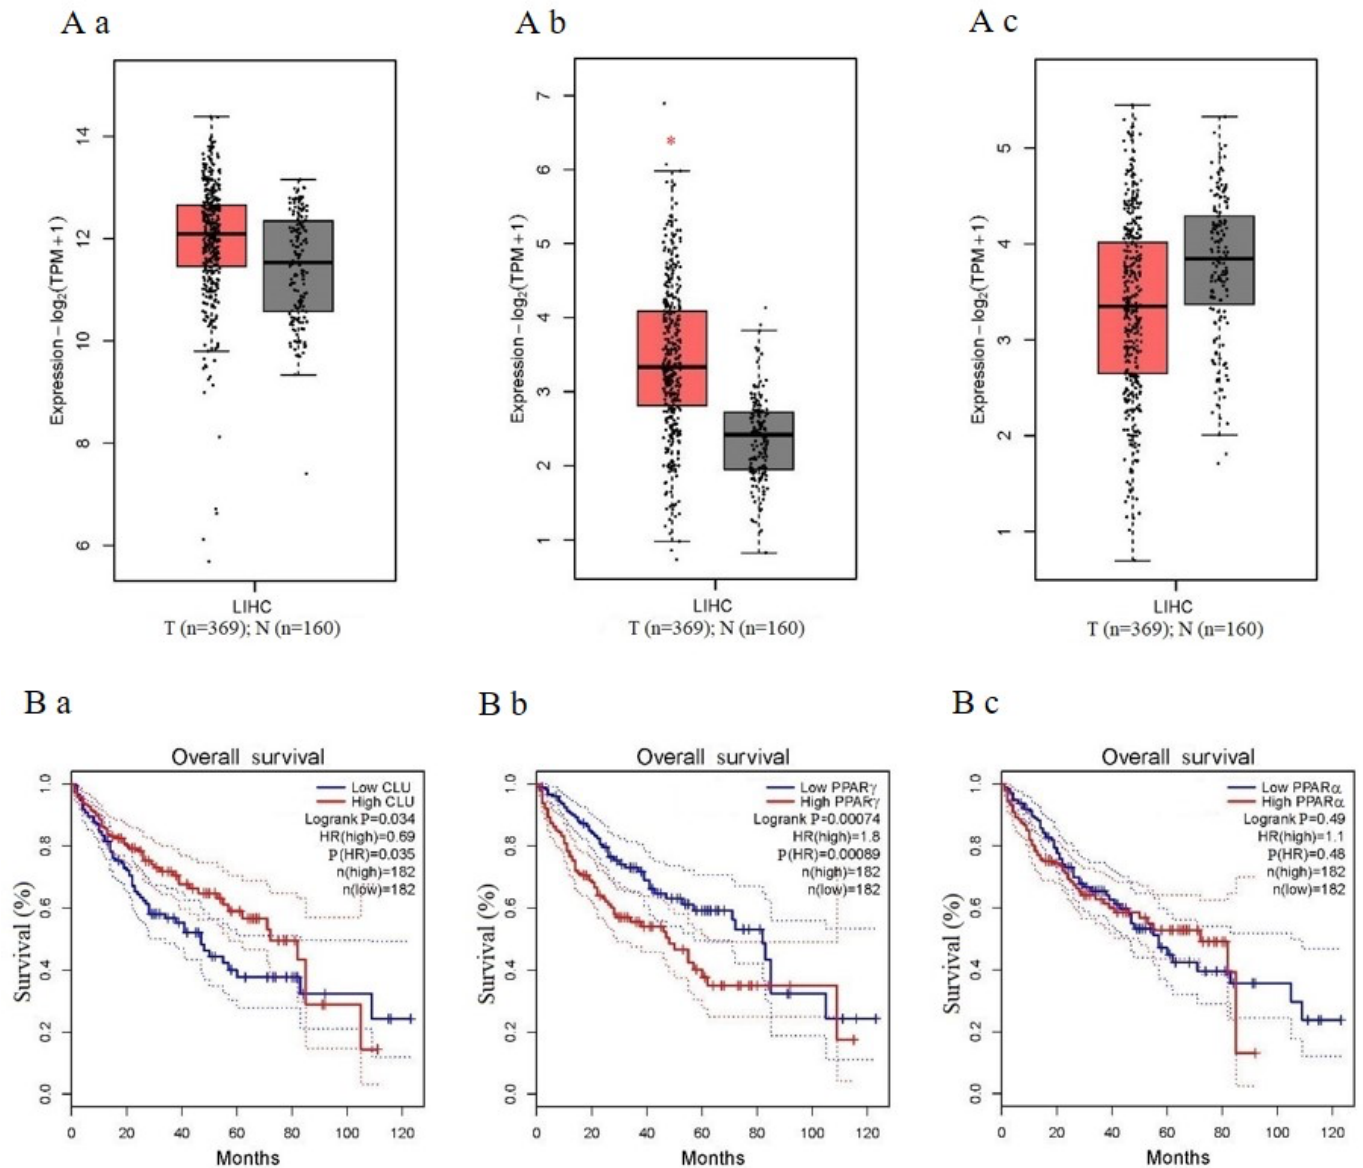 A a
A b
A c
Expression − log2(TPM+1)
14
12
10
8
6
LIHC
T (n=369); N (n=160)
Expression − log2(TPM+1)
7
6
5
4
3
2
1
*
LIHC
T (n=369); N (n=160)
Expression − log2(TPM+1)
5
4
3
2
1
LIHC
T (n=369); N (n=160)
B a
B b
B c
Overall survival
Low CLU
High CLU
Logrank P=0.034
HR(high)=0.69
P(HR)=0.035
n(high)=182
n(low)=182
Survival (%)
1.0
0.8
0.6
0.4
0.2
0.0
0 20 40 60 80 100 120
Months
Overall survival
Low PPARγ
High PPARγ
Logrank P=0.00074
HR(high)=1.8
P(HR)=0.00089
n(high)=182
n(low)=182
Survival (%)
1.0
0.8
0.6
0.4
0.2
0.0
0 20 40 60 80 100 120
Months
Overall survival
Low PPARα
High PPARα
Logrank P=0.49
HR(high)=1.1
P(HR)=0.48
n(high)=182
n(low)=182
Survival (%)
1.0
0.8
0.6
0.4
0.2
0.0
0 20 40 60 80 100 120
Months